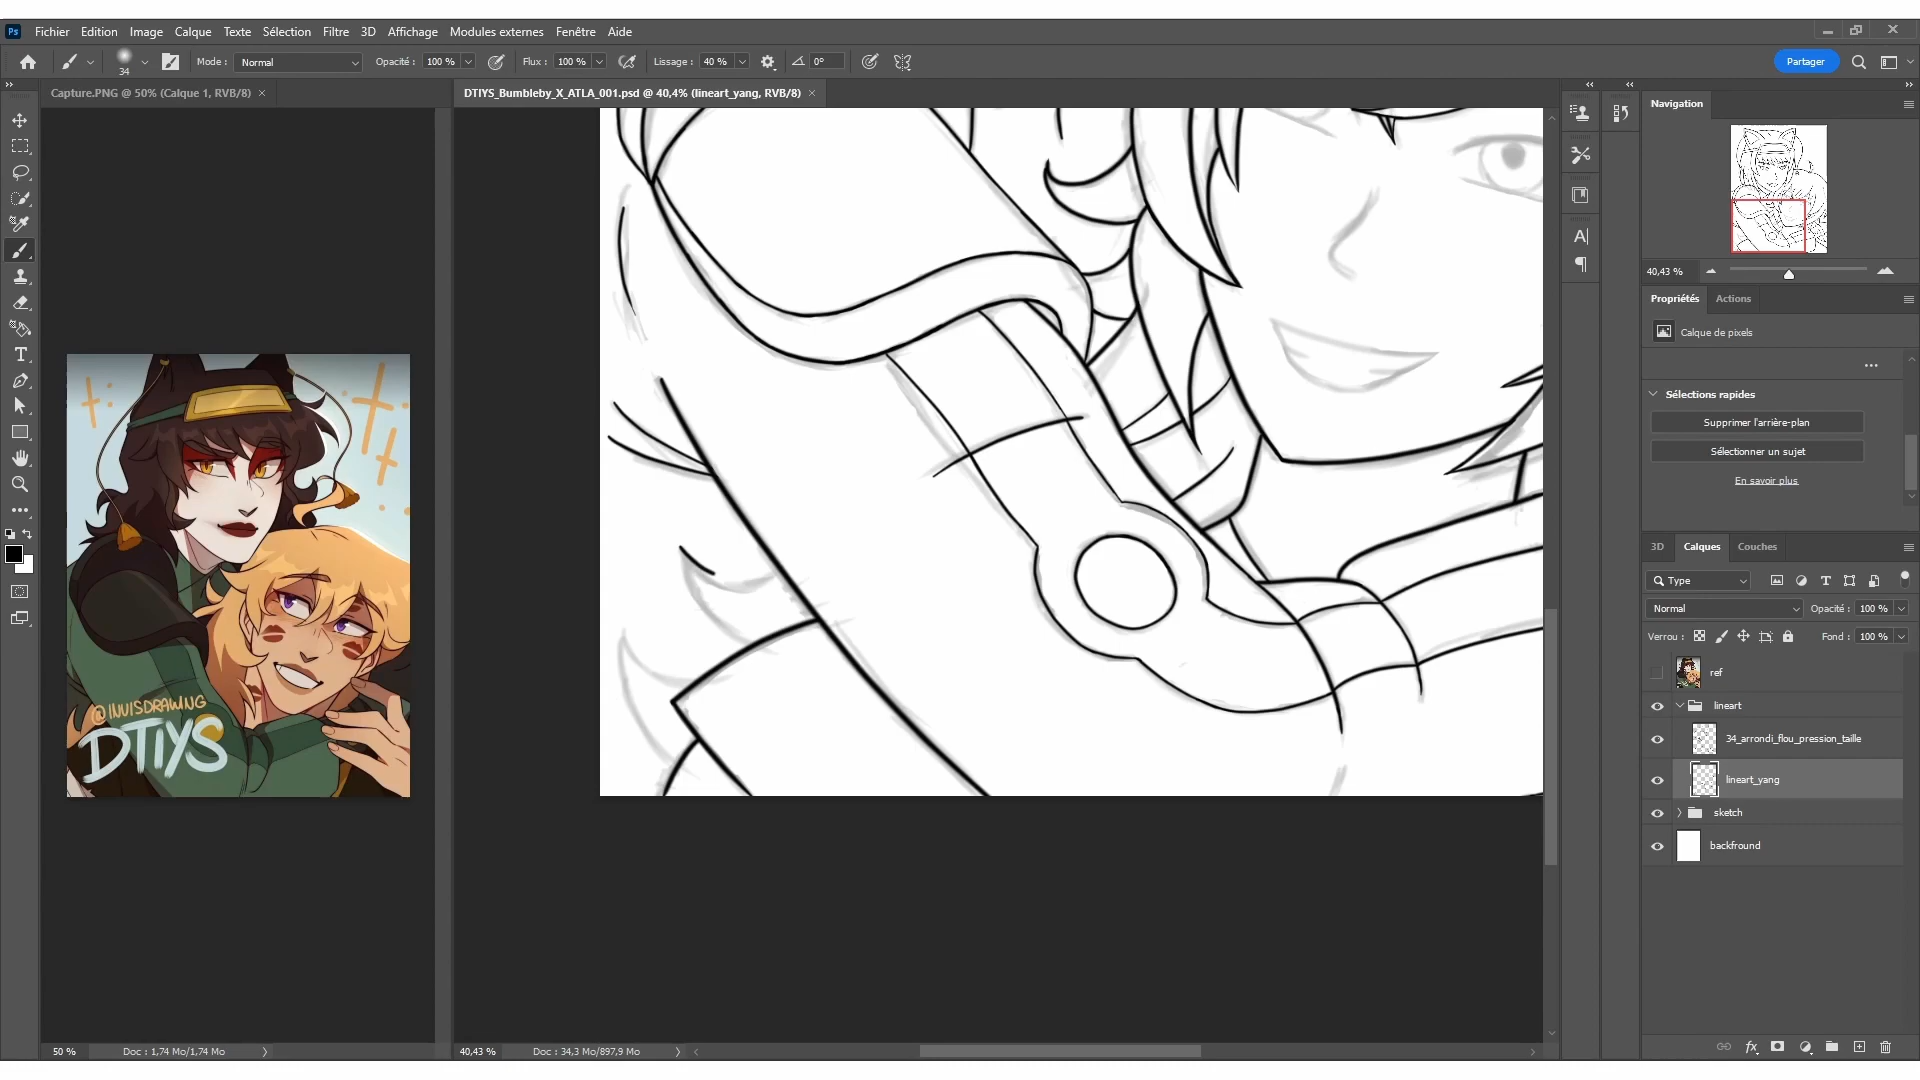 Ps Fichier Edition Image Calque Texte Sélection Filtre 3D Affichage Modules externes Fenêtre Aide
34 Mode : Normal Opacité : 100 % Flux : 100 % Lissage : 40 % 0° Partager
Capture.PNG @ 50% (Calque 1, RVB/8) ×
DTIYS_Bumbleby_X_ATLA_001.psd @ 40,4% (lineart_yang, RVB/8) ×
@INVISDRAWING
DTIYS
50 % Doc : 1,74 Mo/1,74 Mo
40,43 % Doc : 34,3 Mo/897,9 Mo
Navigation
40,43 %
Propriétés Actions
Calque de pixels
Sélections rapides
Supprimer l'arrière-plan
Sélectionner un sujet
En savoir plus
3D Calques Couches
Type
Normal Opacité : 100 %
Verrou : Fond : 100 %
ref
lineart
34_arrondi_flou_pression_taille
lineart_yang
sketch
backfround